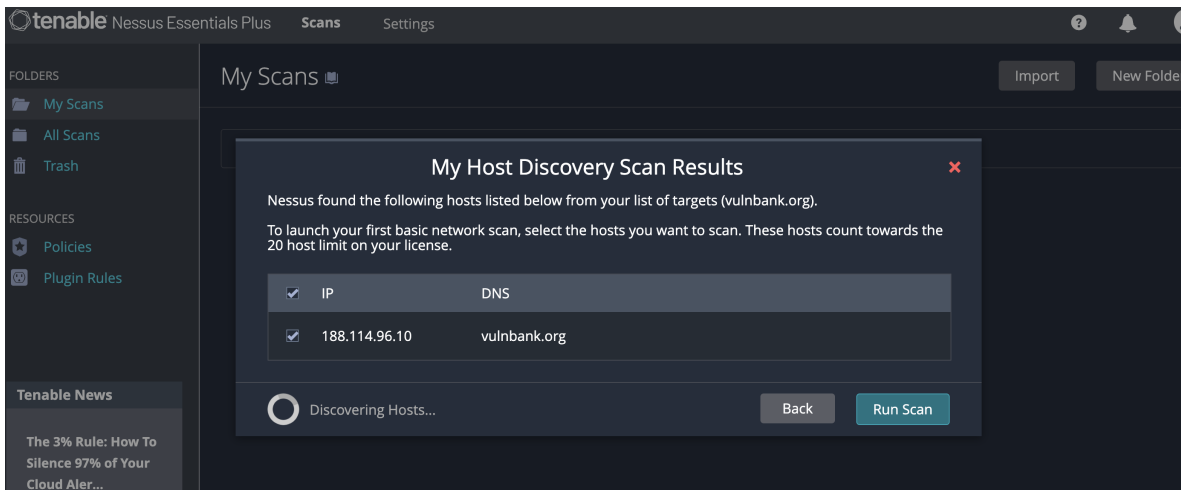 tenable Nessus Essentials Plus Scans Settings
FOLDERS
My Scans
All Scans
Trash
RESOURCES
Policies
Plugin Rules
Tenable News
The 3% Rule: How To
Silence 97% of Your
Cloud Aler...
My Scans
Import New Folde
My Host Discovery Scan Results
Nessus found the following hosts listed below from your list of targets (vulnbank.org).
To launch your first basic network scan, select the hosts you want to scan. These hosts count towards the
20 host limit on your license.
IP DNS
188.114.96.10 vulnbank.org
Discovering Hosts... Back Run Scan